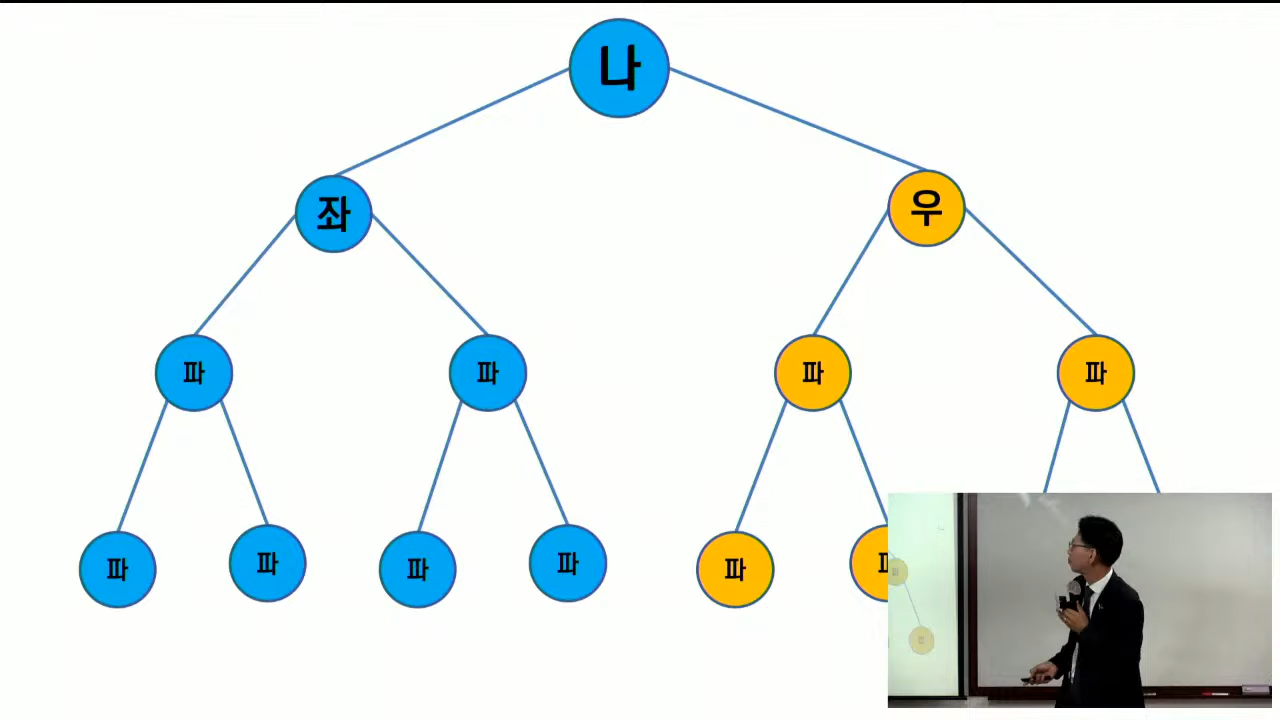 나
좌 우
파 파 파 파
파 파 파 파 파